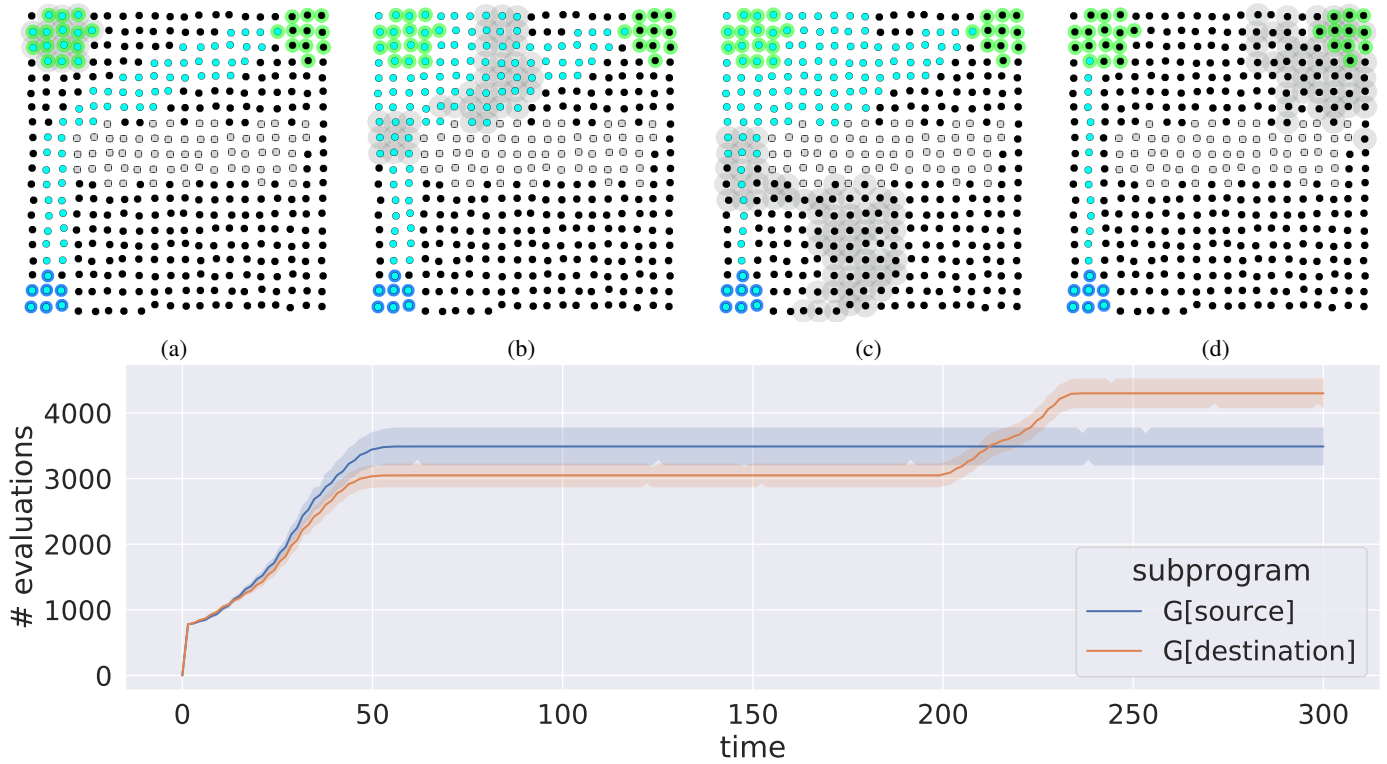 (a) (b) (c) (d)
4000
3000
2000
1000
0
# evaluations
subprogram
G[source]
G[destination]
0 50 100 150 200 250 300
time